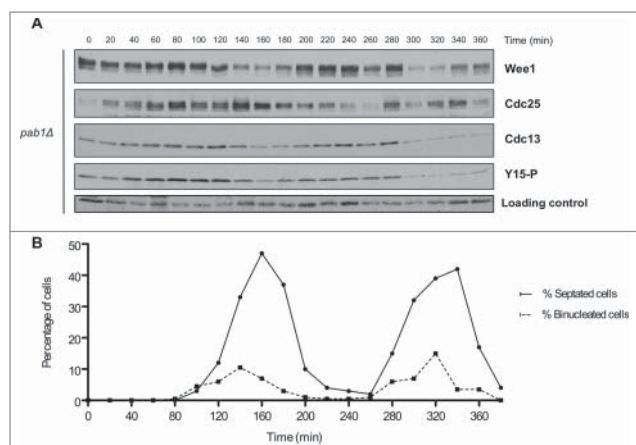 A
0 20 40 60 80 100 120 140 160 180 200 220 240 260 280 300 320 340 360 Time (min)
Wee1
Cdc25
pab1Δ
Cdc13
Y15-P
Loading control
B
50
40
30
20
10
0
Percentage of cells
% Septated cells
% Binucleated cells
0 40 80 120 160 200 240 280 320 360
Time (min)